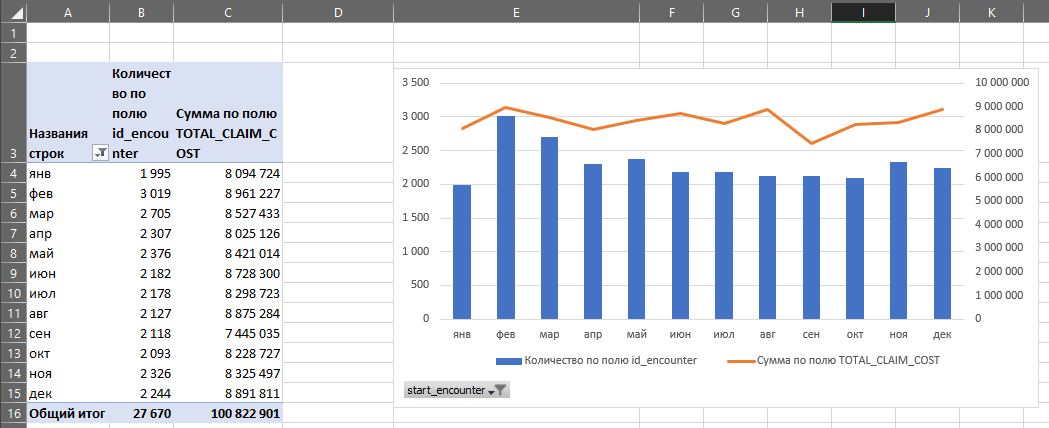 A B C D E F G H I J K
1
2
3
Количест
во по
полю
id_encou
nter
Сумма по полю
TOTAL_CLAIM_C
OST
Названия
строк
4 янв 1 995 8 094 724
5 фев 3 019 8 961 227
6 мар 2 705 8 527 433
7 апр 2 307 8 025 126
8 май 2 376 8 421 014
9 июн 2 182 8 728 300
10 июл 2 178 8 298 723
11 авг 2 127 8 875 284
12 сен 2 118 7 445 035
13 окт 2 093 8 228 727
14 ноя 2 326 8 325 497
15 дек 2 244 8 891 811
16 Общий итог 27 670 100 822 901
3 500
3 000
2 500
2 000
1 500
1 000
500
0
10 000 000
9 000 000
8 000 000
7 000 000
6 000 000
5 000 000
4 000 000
3 000 000
2 000 000
1 000 000
0
янв фев мар апр май июн июл авг сен окт ноя дек
Количество по полю id_encounter Сумма по полю TOTAL_CLAIM_COST
start_encounter